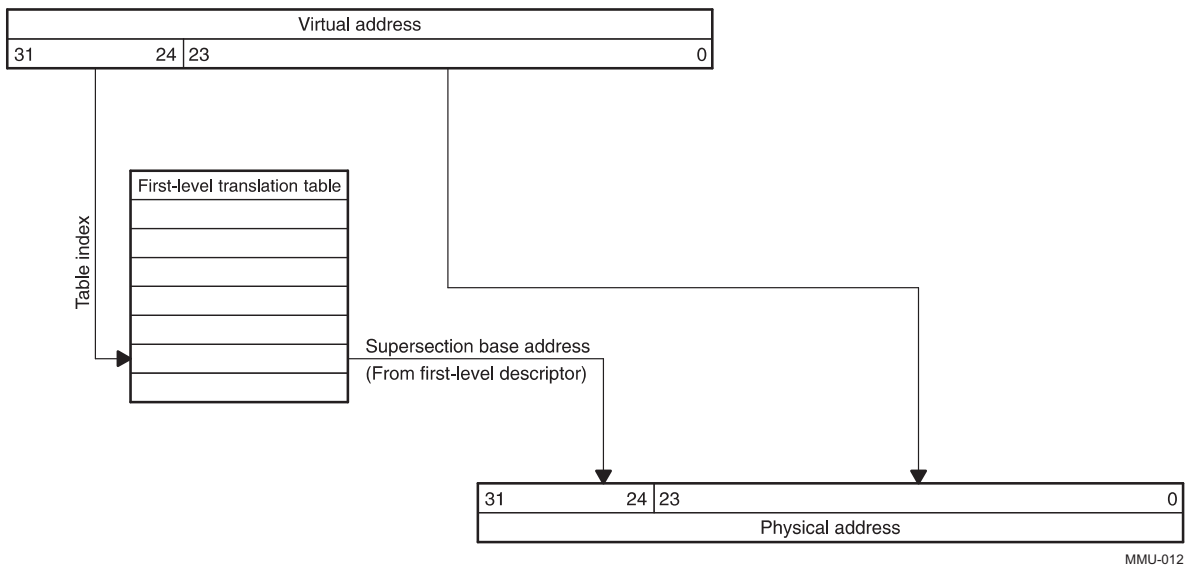 Virtual address
31 24 23 0
First-level translation table
Table index
Supersection base address
(From first-level descriptor)
31 24 23 0
Physical address
MMU-012